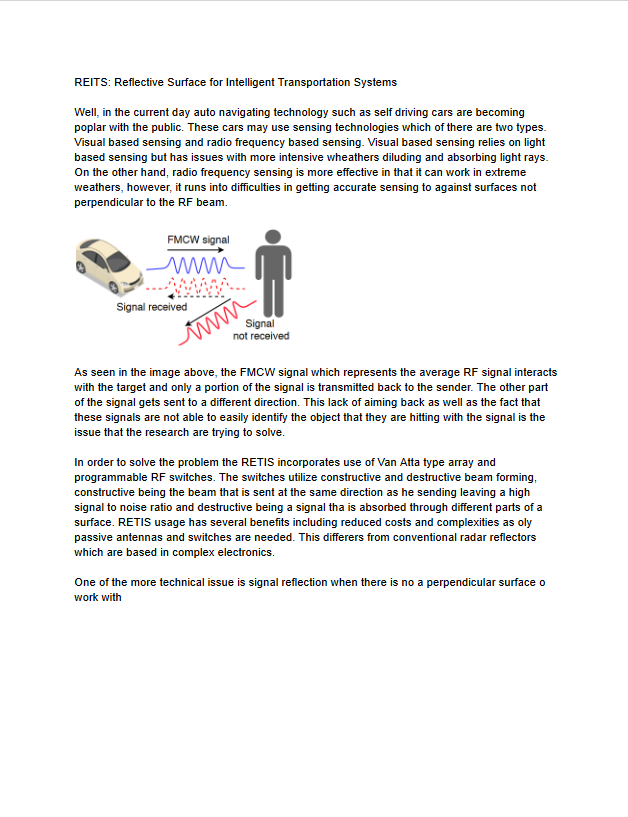 REITS: Reflective Surface for Intelligent Transportation Systems
Well, in the current day auto navigating technology such as self driving cars are becoming
poplar with the public. These cars may use sensing technologies which of there are two types.
Visual based sensing and radio frequency based sensing. Visual based sensing relies on light
based sensing but has issues with more intensive wheathers diluding and absorbing light rays.
On the other hand, radio frequency sensing is more effective in that it can work in extreme
weathers, however, it runs into difficulties in getting accurate sensing to against surfaces not
perpendicular to the RF beam.
FMCW signal
Signal received
Signal
not received
As seen in the image above, the FMCW signal which represents the average RF signal interacts
with the target and only a portion of the signal is transmitted back to the sender. The other part
of the signal gets sent to a different direction. This lack of aiming back as well as the fact that
these signals are not able to easily identify the object that they are hitting with the signal is the
issue that the research are trying to solve.
In order to solve the problem the RETIS incorporates use of Van Atta type array and
programmable RF switches. The switches utilize constructive and destructive beam forming,
constructive being the beam that is sent at the same direction as he sending leaving a high
signal to noise ratio and destructive being a signal tha is absorbed through different parts of a
surface. RETIS usage has several benefits including reduced costs and complexities as oly
passive antennas and switches are needed. This differers from conventional radar reflectors
which are based in complex electronics.
One of the more technical issue is signal reflection when there is no a perpendicular surface o
work with